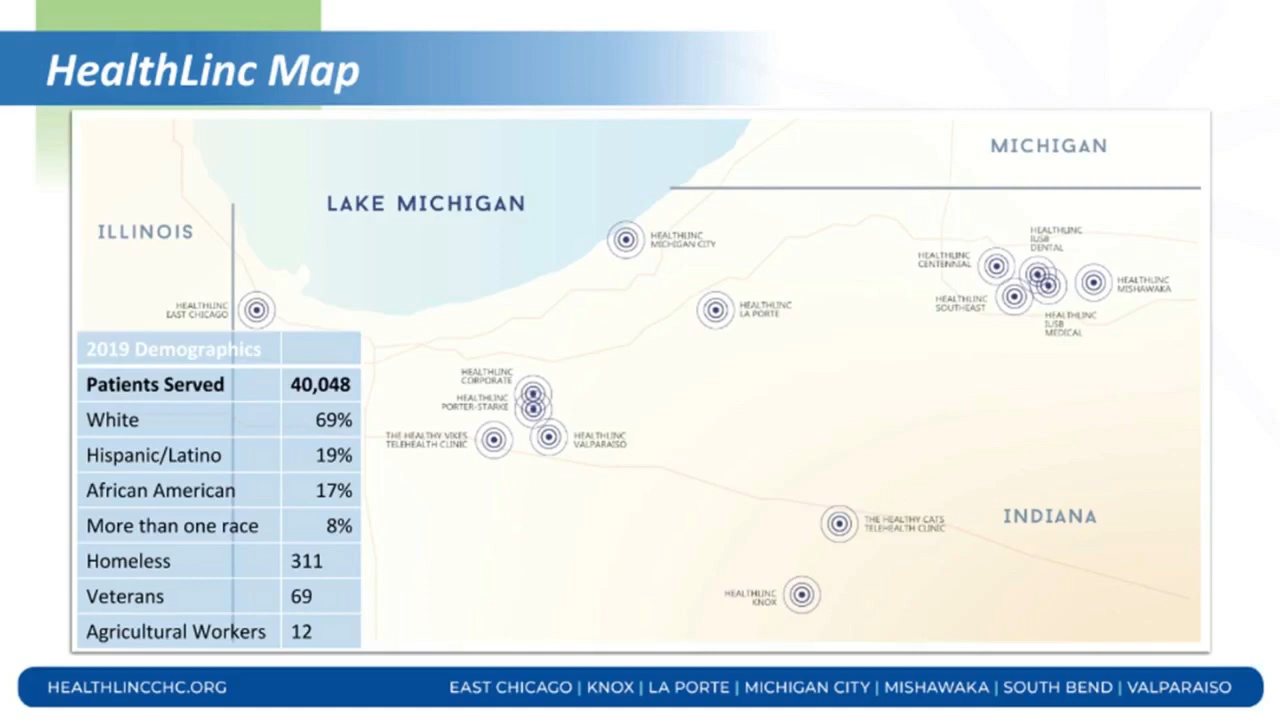 HealthLinc Map
MICHIGAN
LAKE MICHIGAN
ILLINOIS
HEALTHLINC
MICHIGAN CITY
HEALTHLINC
IUSB
DENTAL
HEALTHLINC
CENTENNIAL
HEALTHLINC
MISHAWAKA
HEALTHLINC
SOUTHEAST
HEALTHLINC
IUSB
MEDICAL
HEALTHLINC
EAST CHICAGO
HEALTHLINC
LA PORTE
HEALTHLINC
CORPORATE
HEALTHLINC
PORTER-STARKE
THE HEALTHY VIKES
TELEHEALTH CLINIC
HEALTHLINC
VALPARAISO
THE HEALTHY CATS
TELEHEALTH CLINIC
INDIANA
HEALTHLINC
KNOX
2019 Demographics
Patients Served 40,048
White 69%
Hispanic/Latino 19%
African American 17%
More than one race 8%
Homeless 311
Veterans 69
Agricultural Workers 12
HEALTHLINCCHC.ORG
EAST CHICAGO | KNOX | LA PORTE | MICHIGAN CITY | MISHAWAKA | SOUTH BEND | VALPARAISO